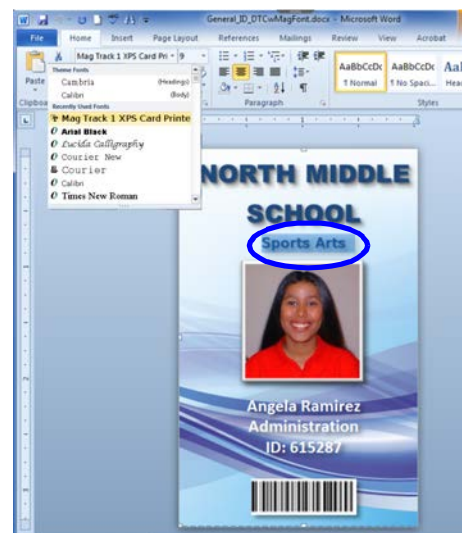 General_ID_DTCwMagFont.docx - Microsoft Word
File Home Insert Page Layout References Mailings Review View Acrobat
Mag Track 1 XPS Card Pri 9
AaBbCcDc AaBbCcDc
Paste
¶ Normal ¶ No Spaci...
Clipboa Paragraph Styles
Theme Fonts
Cambria (Headings)
Calibri (Body)
Recently Used Fonts
Mag Track 1 XPS Card Printe
Arial Black
Lucida Calligraphy
Courier New
Courier
Calibri
Times New Roman
NORTH MIDDLE
SCHOOL
Sports Arts
Angela Ramirez
Administration
ID: 615287